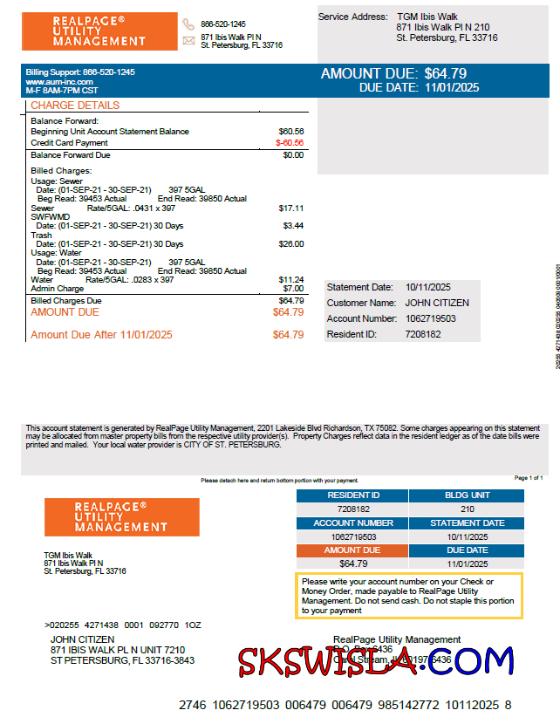 REALPAGE®
UTILITY
MANAGEMENT
866-520-1245
871 Ibis Walk Pl N
St. Petersburg, FL 33716
Service Address: TGM Ibis Walk
871 Ibis Walk Pl N 210
St. Petersburg, FL 33716
Billing Support: 866-520-1245
www.aum-inc.com
M-F 8AM-7PM CST
AMOUNT DUE: $64.79
DUE DATE: 11/01/2025
CHARGE DETAILS
Balance Forward:
Beginning Unit Account Statement Balance $60.56
Credit Card Payment $-60.56
Balance Forward Due $0.00
Billed Charges:
Usage: Sewer
Date: (01-SEP-21 - 30-SEP-21) 397 5GAL
Beg Read: 39453 Actual End Read: 39850 Actual
Sewer Rate/5GAL: .0431 x 397 $17.11
SWFWMD
Date: (01-SEP-21 - 30-SEP-21) 30 Days $3.44
Trash
Date: (01-SEP-21 - 30-SEP-21) 30 Days $26.00
Usage: Water
Date: (01-SEP-21 - 30-SEP-21) 397 5GAL
Beg Read: 39453 Actual End Read: 39850 Actual
Water Rate/5GAL: .0283 x 397 $11.24
Admin Charge $7.00
Billed Charges Due $64.79
AMOUNT DUE $64.79
Amount Due After 11/01/2025 $64.79
Statement Date: 10/11/2025
Customer Name: JOHN CITIZEN
Account Number: 1062719503
Resident ID: 7208182
This account statement is generated by RealPage Utility Management, 2201 Lakeside Blvd Richardson, TX 75082. Some charges appearing on this statement
may be allocated from master property bills from the respective utility provider(s). Property Charges reflect data in the resident ledger as of the date bills were
printed and mailed. Your local water provider is CITY OF ST. PETERSBURG.
Please detach here and return bottom portion with your payment.
Page 1 of 1
REALPAGE®
UTILITY
MANAGEMENT
TGM Ibis Walk
871 Ibis Walk Pl N
St. Petersburg, FL 33716
RESIDENT ID BLDG UNIT
7208182 210
ACCOUNT NUMBER STATEMENT DATE
1062719503 10/11/2025
AMOUNT DUE DUE DATE
$64.79 11/01/2025
Please write your account number on your Check or
Money Order, made payable to RealPage Utility
Management. Do not send cash. Do not staple this portion
to your payment
>020255 4271438 0001 092770 1OZ
JOHN CITIZEN
871 IBIS WALK PL N UNIT 7210
ST PETERSBURG, FL 33716-3843
RealPage Utility Management
SKSWISLA.COM
2746 1062719503 006479 006479 985142772 10112025 8